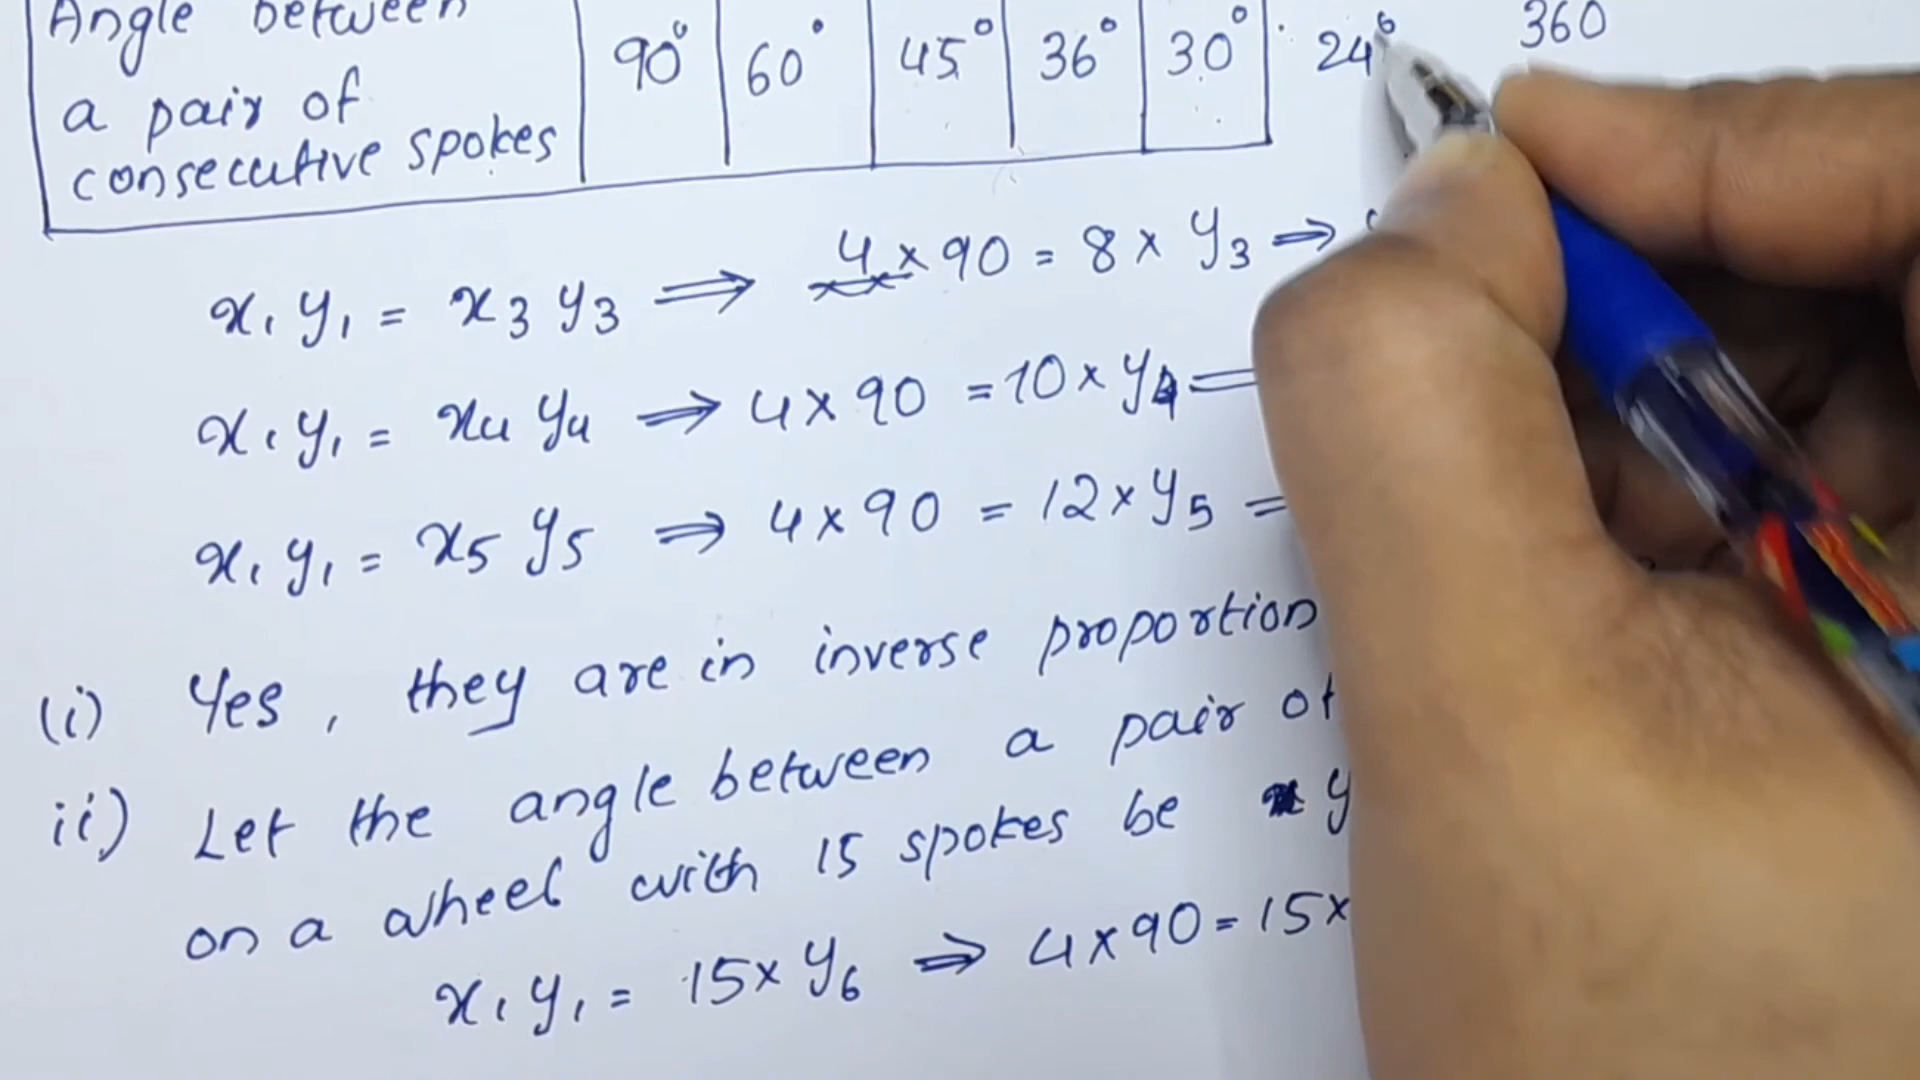 Angle between
a pair of
consecutive spokes
90° 60° 45° 36° 30° 24° 360
x₁ y₁ = x₃ y₃ ⟹ 4 × 90 = 8 × y₃ ⇒
x₁ y₁ = x₄ y₄ ⇒ 4 × 90 = 10 × y₄ =
x₁ y₁ = x₅ y₅ ⇒ 4 × 90 = 12 × y₅ =
(i) Yes, they are in inverse proportion
ii) Let the angle between a pair of
on a wheel with 15 spokes be y
x₁ y₁ = 15 × y₆ ⇒ 4 × 90 = 15 ×